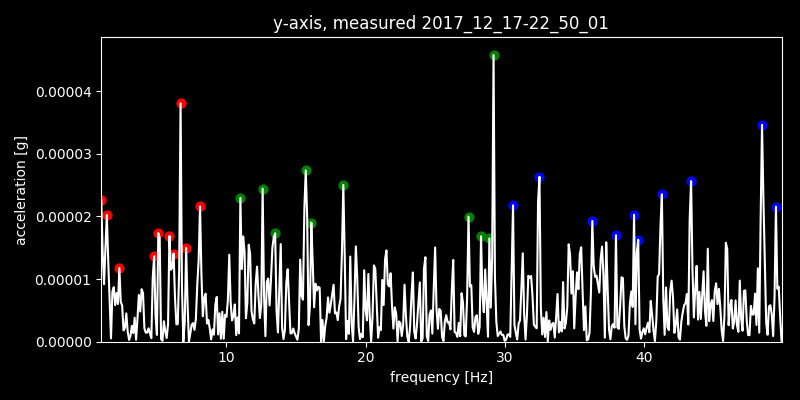 y-axis, measured 2017_12_17-22_50_01
0.00004
0.00003
0.00002
0.00001
0.00000
acceleration [g]
10 20 30 40
frequency [Hz]